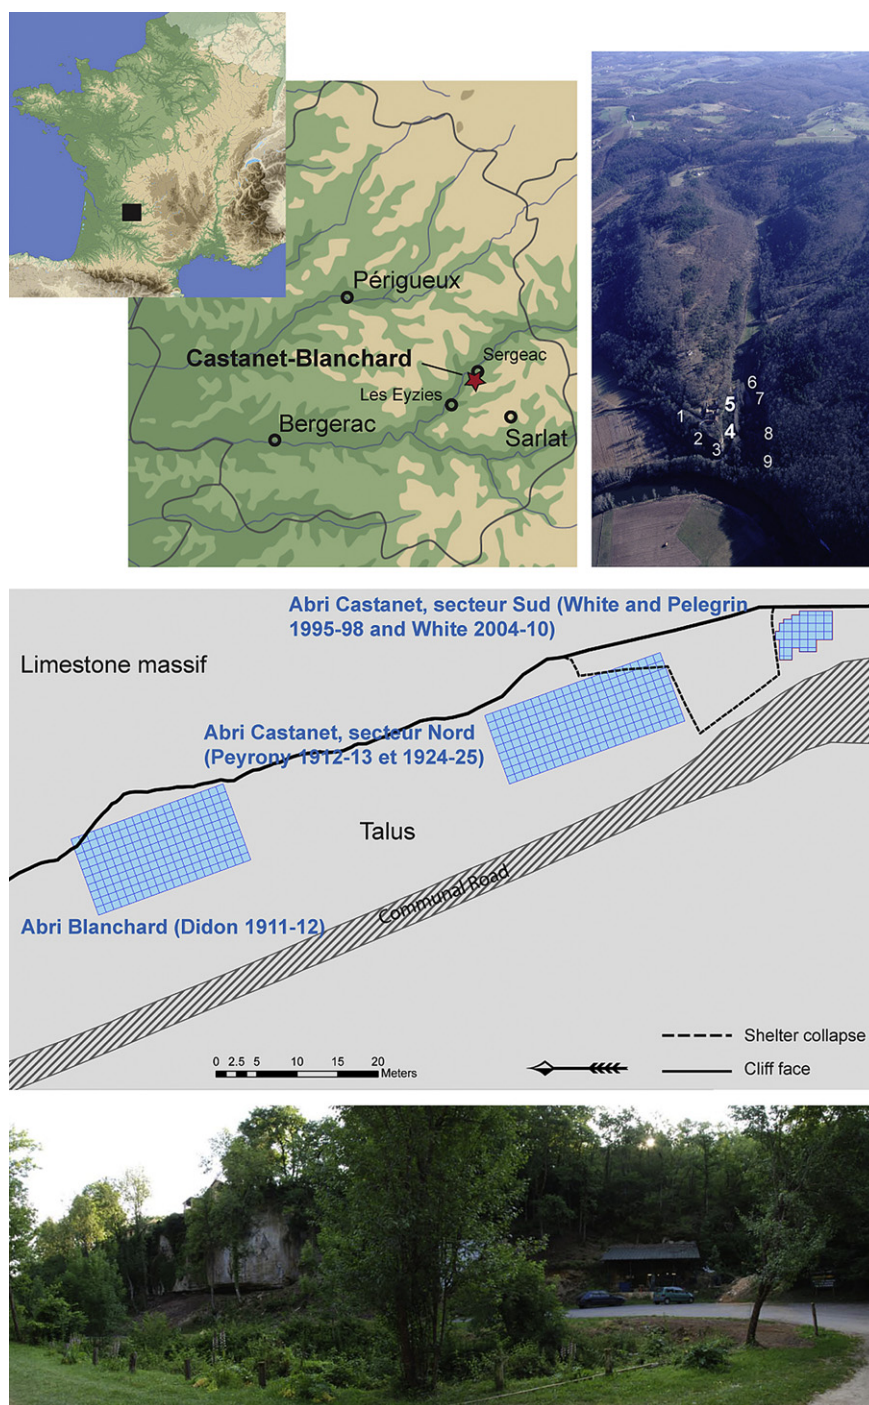 Périgueux
Castanet-Blanchard
Sergeac
Les Eyzies
Bergerac
Sarlat
6
7
5
1
4
8
2
3
9
Abri Castanet, secteur Sud (White and Pelegrin
1995-98 and White 2004-10)
Limestone massif
Abri Castanet, secteur Nord
(Peyrony 1912-13 et 1924-25)
Talus
Communal Road
Abri Blanchard (Didon 1911-12)
Shelter collapse
0 2.5 5 10 15 20
Meters
Cliff face